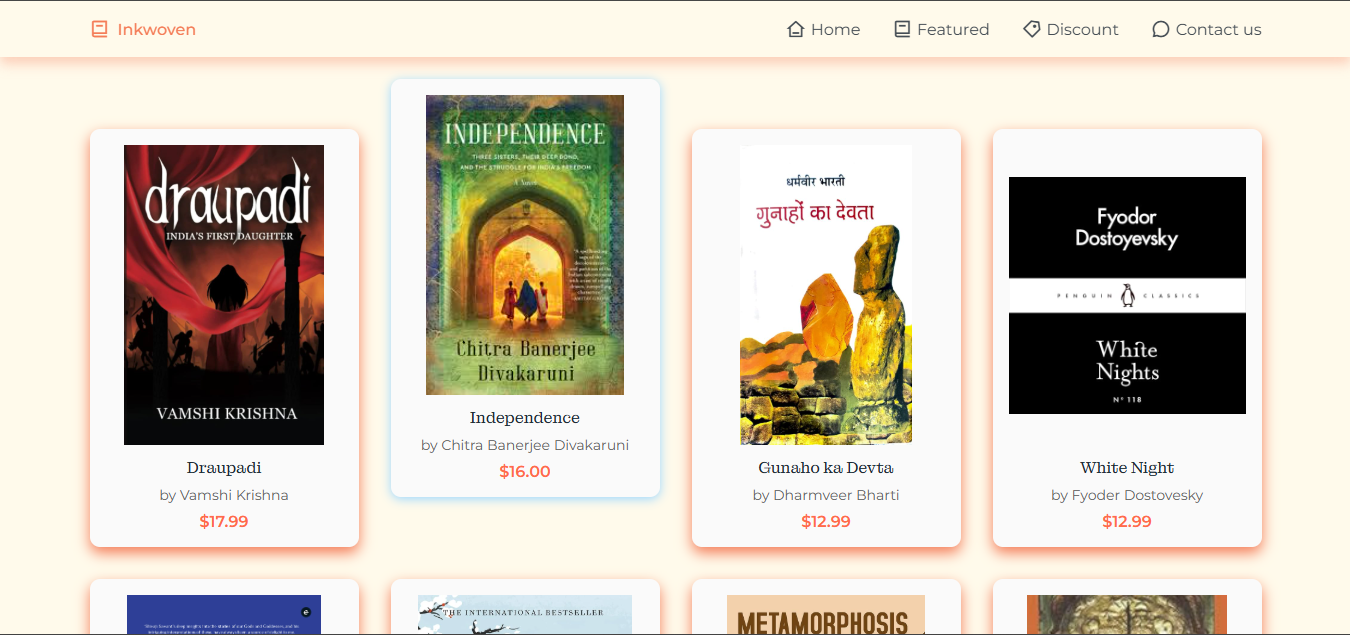 Inkwoven
Home
Featured
Discount
Contact us
draupadi
INDIA'S FIRST DAUGHTER
VAMSHI KRISHNA
Draupadi
by Vamshi Krishna
$17.99
INDEPENDENCE
THREE SISTERS, THEIR DEEP BOND,
AND THE STRUGGLE FOR INDIA'S FREEDOM
A Novel
Chitra Banerjee
Divakaruni
Independence
by Chitra Banerjee Divakaruni
$16.00
धर्मवीर भारती
गुनाहों का देवता
Gunaho ka Devta
by Dharmveer Bharti
$12.99
Fyodor
Dostoyevsky
PENGUIN CLASSICS
White
Nights
Nº 118
White Night
by Fyoder Dostovesky
$12.99
THE INTERNATIONAL BESTSELLER
METAMORPHOSIS